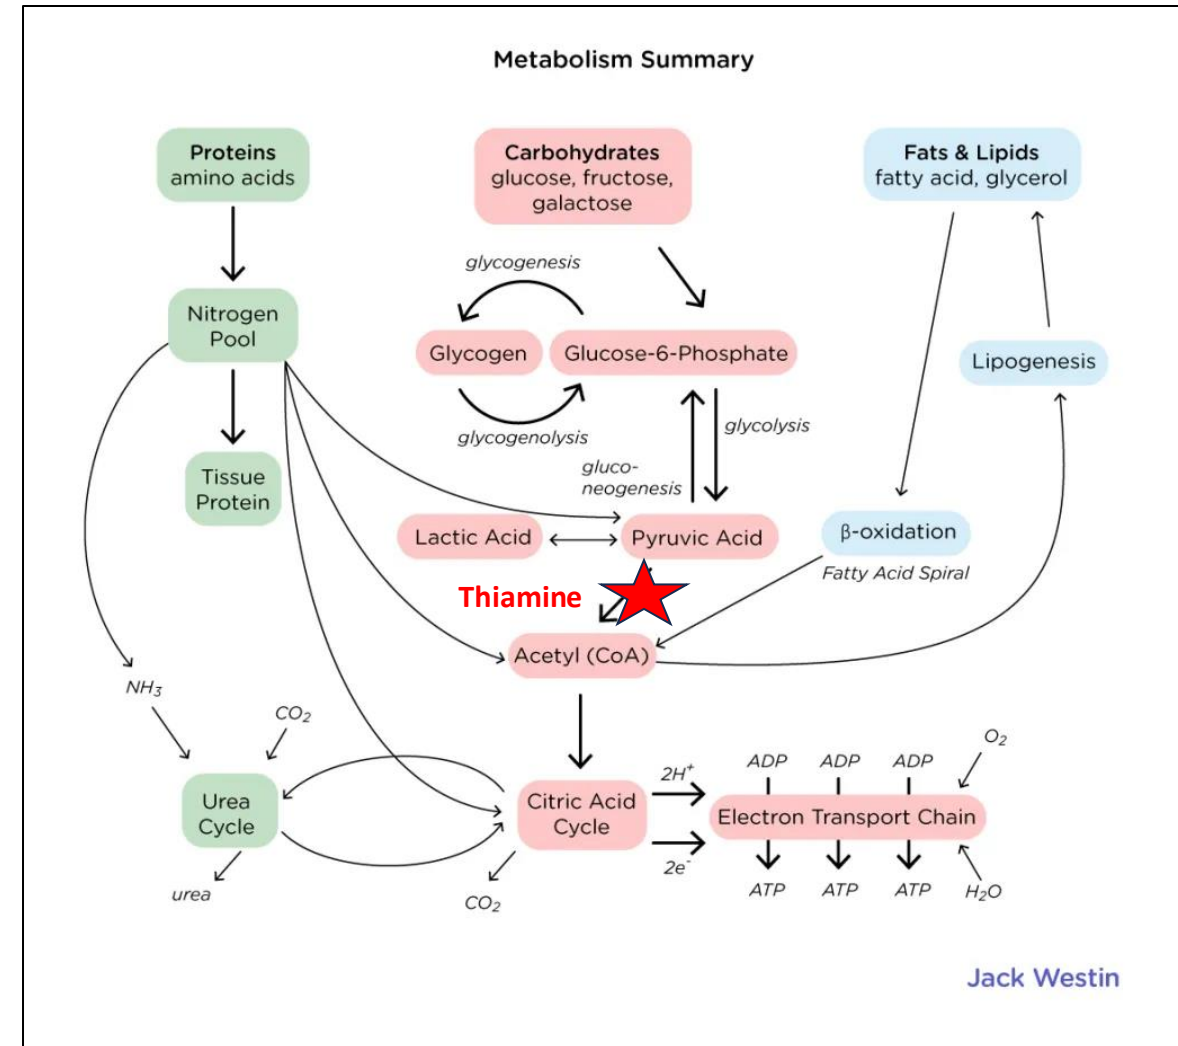 Metabolism Summary
Proteins
amino acids
Carbohydrates
glucose, fructose,
galactose
Fats & Lipids
fatty acid, glycerol
glycogenesis
Nitrogen
Pool
Glycogen
Glucose-6-Phosphate
Lipogenesis
glycogenolysis
glycolysis
gluco-
neogenesis
Tissue
Protein
Lactic Acid
Pyruvic Acid
β-oxidation
Fatty Acid Spiral
Thiamine
Acetyl (CoA)
NH₃
CO₂
Urea
Cycle
urea
Citric Acid
Cycle
CO₂
2H⁺
2e⁻
ADP
ADP
ADP
O₂
Electron Transport Chain
ATP
ATP
ATP
H₂O
Jack Westin